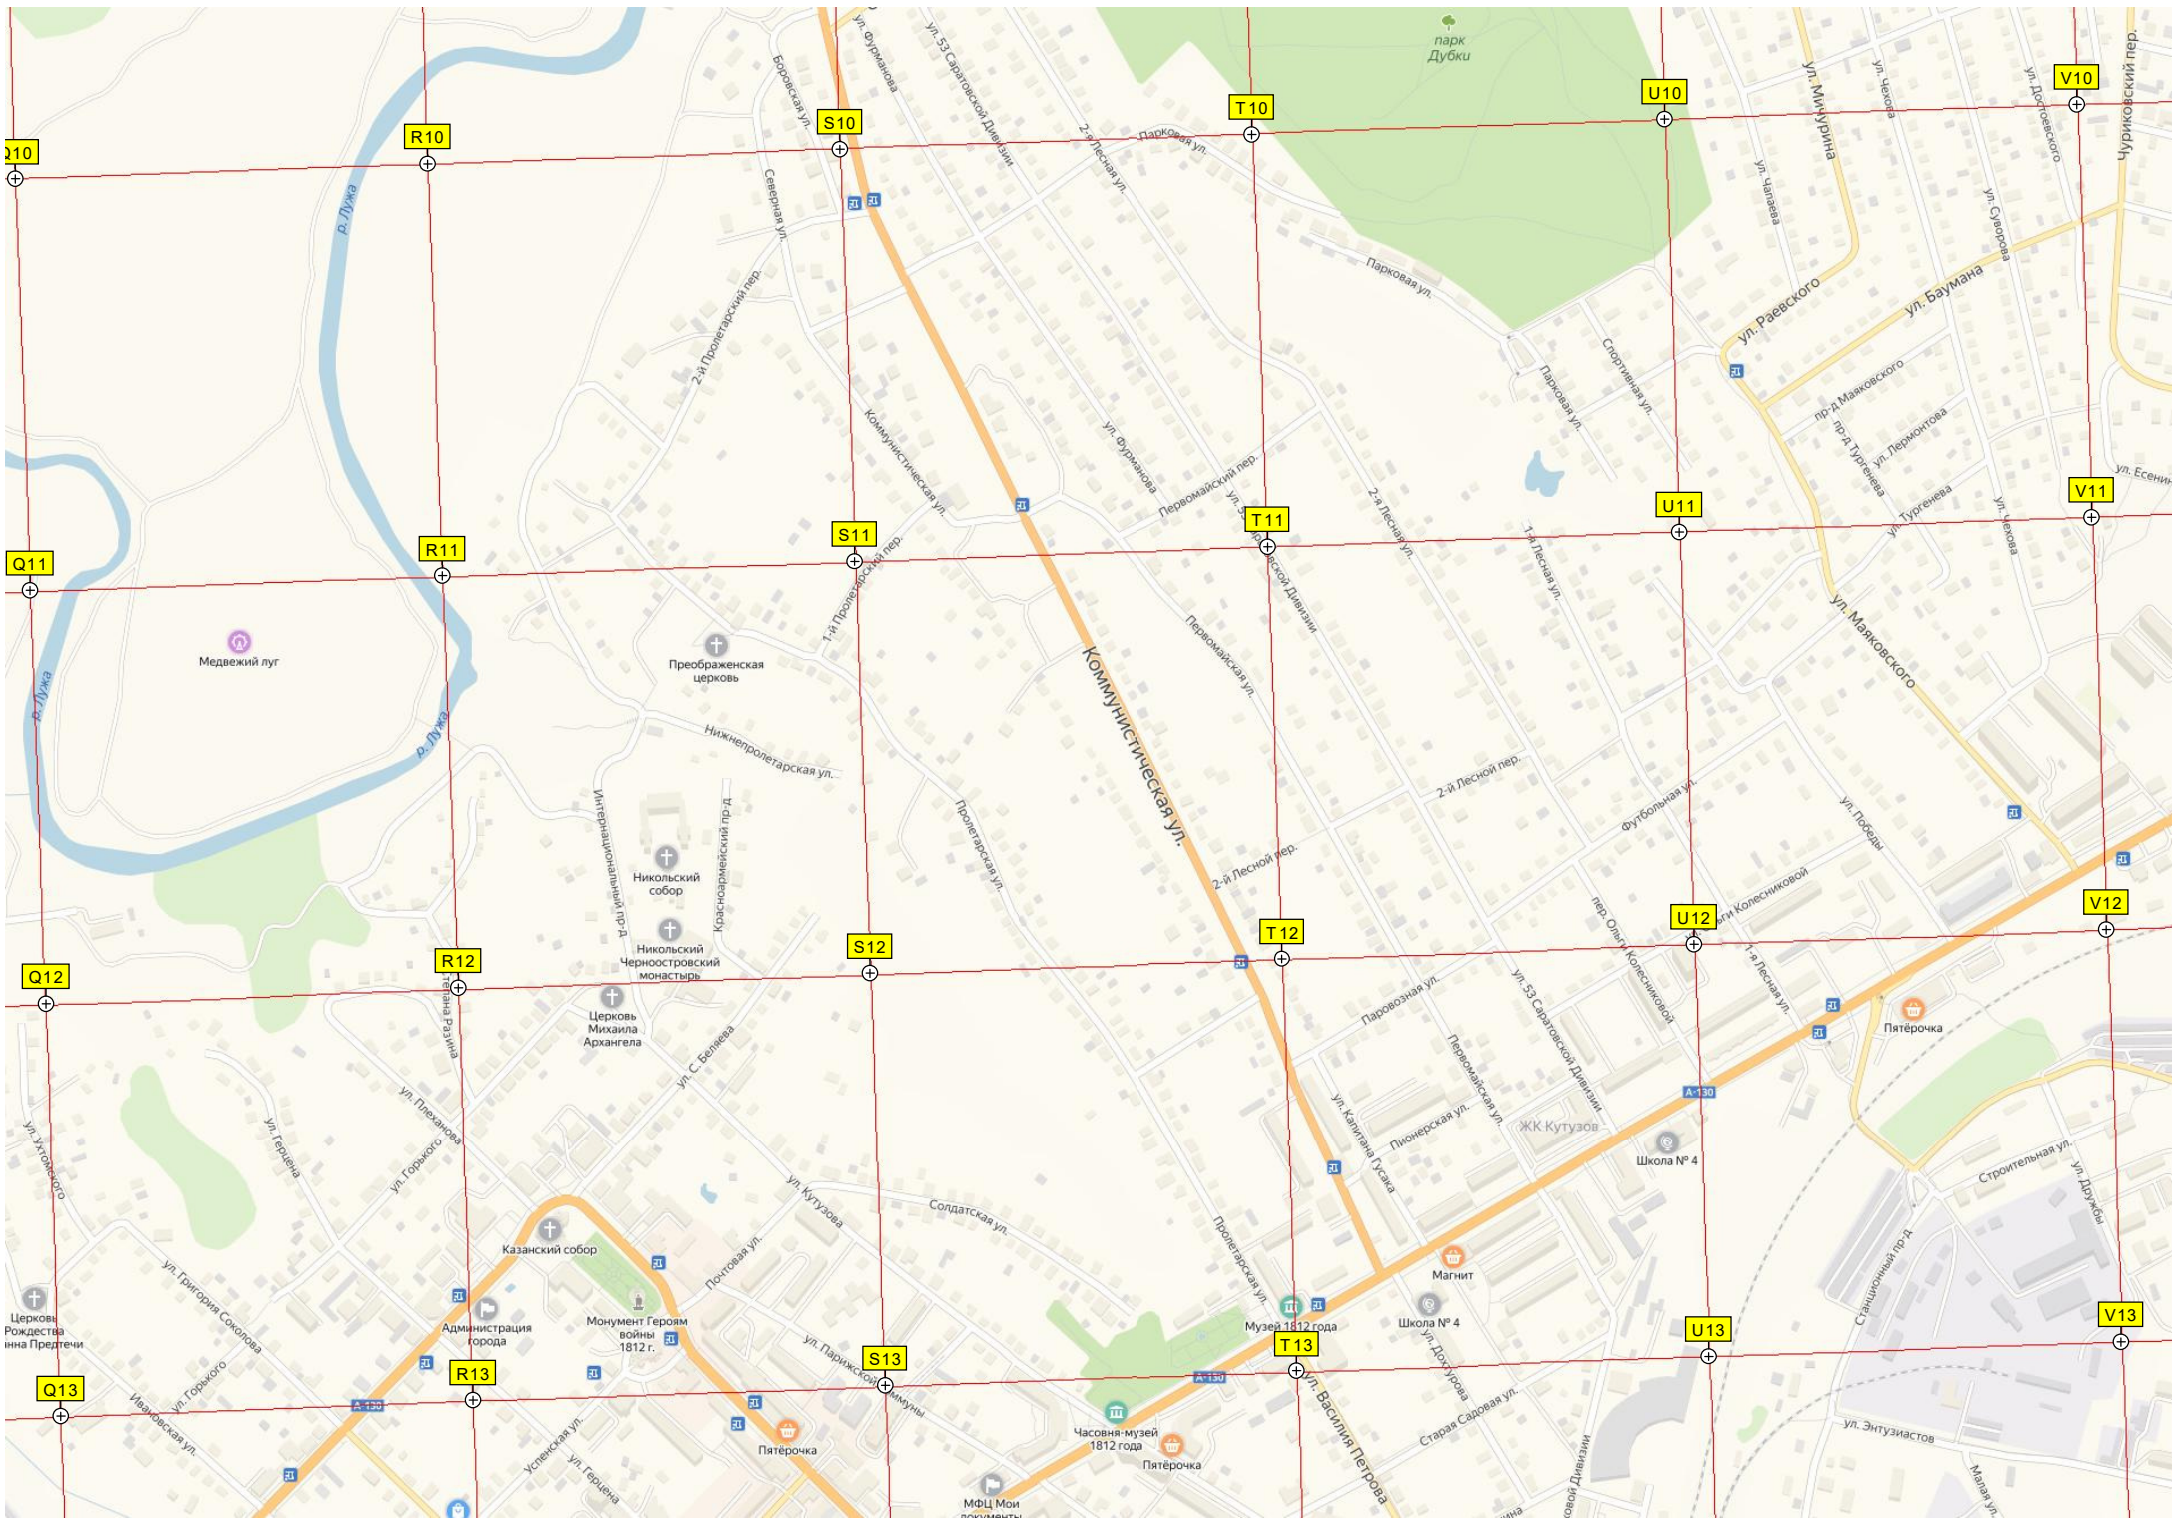 парк
Дубки
ул. Фурманова
ул. 53 Саратовской Дивизии
Боровская ул.
ул. Мичурина
ул. Чехова
ул. Достоевского
Чуриковский пер.
V10
U10
T10
S10
R10
2-я Лесная ул.
Парковая ул.
р. Лужа
Северная ул.
ул. Чапаева
ул. Суворова
Парковая ул.
ул. Раевского
ул. Баумана
2-й Пролетарский пер.
Спортивная ул.
Парковая ул.
пр-д Маяковского
пр-д Тургенева
ул. Лермонтова
Коммунистическая ул.
ул. Фурманова
Первомайский пер.
2-я Лесная ул.
ул. Тургенева
ул. Чехова
V11
U11
T11
S11
R11
Q11
1-й Пролетарский пер.
1-я Лесная ул.
Медвежий луг
Преображенская
церковь
Первомайская ул.
ул. Маяковского
р. Лужа
р. Лужа
Коммунистическая ул.
Нижнепролетарская ул.
2-й Лесной пер.
Футбольная ул.
ул. Победы
Интернациональный пр-д
Красноармейский пр-д
Пролетарская ул.
2-й Лесной пер.
Никольский
собор
пер. Ольги Колесниковой
V12
U12
T12
S12
R12
Q12
Никольский
Черноостровский
монастырь
1-я Лесная ул.
Церковь
Михаила
Архангела
Паровозная ул.
ул. 53 Саратовской Дивизии
Пятёрочка
ул. С. Беляева
Первомайская ул.
А-130
ул. Плеханова
ул. Герцена
ул. Ухтомского
ул. Горького
ул. Капитана Гусака
Пионерская ул.
ЖК Кутузов
Школа № 4
Строительная ул.
ул. Дружбы
ул. Кутузова
Солдатская ул.
Пролетарская ул.
Станционный пр-д
Казанский собор
Почтовая ул.
ул. Григория Соколова
Магнит
Администрация
города
Монумент Героям
войны
1812 г.
Музей 1812 года
Школа № 4
V13
U13
T13
S13
R13
Q13
ул. Дохтурова
ул. Горького
Ивановская ул.
А-130
А-130
ул. Василия Петрова
Старая Садовая ул.
ул. Энтузиастов
Часовня-музей
1812 года
Пятёрочка
Пятёрочка
Успенская ул.
ул. Герцена
МФЦ Мои
документы
Малая ул.